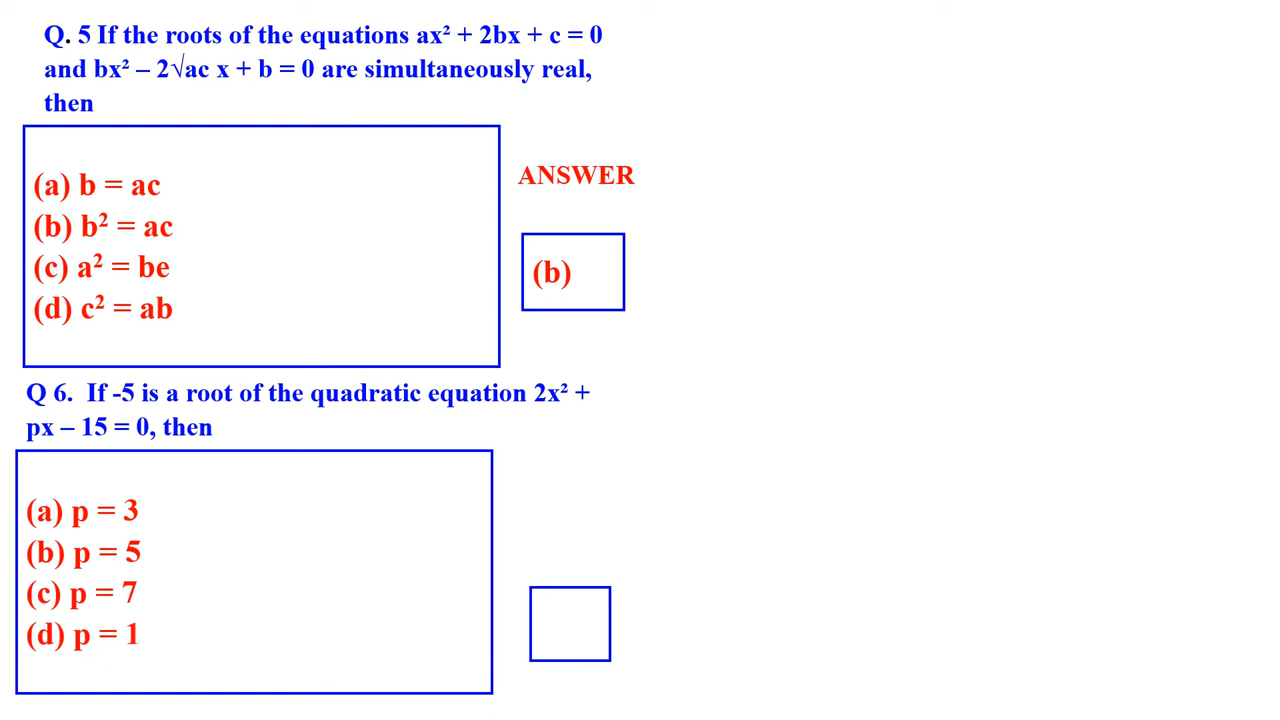 Q. 5 If the roots of the equations ax² + 2bx + c = 0
and bx² – 2√ac x + b = 0 are simultaneously real,
then
(a) b = ac
(b) b² = ac
(c) a² = be
(d) c² = ab
ANSWER
(b)
Q 6. If -5 is a root of the quadratic equation 2x² +
px – 15 = 0, then
(a) p = 3
(b) p = 5
(c) p = 7
(d) p = 1